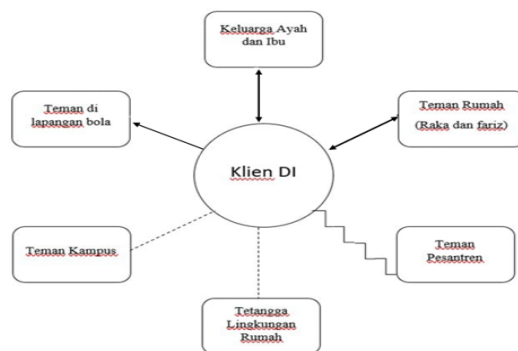 Keluarga Ayah
dan Ibu
Teman di
lapangan bola
Teman Rumah
(Raka dan fariz)
Klien DI
Teman Kampus
Teman
Pesantren
Tetangga
Lingkungan
Rumah